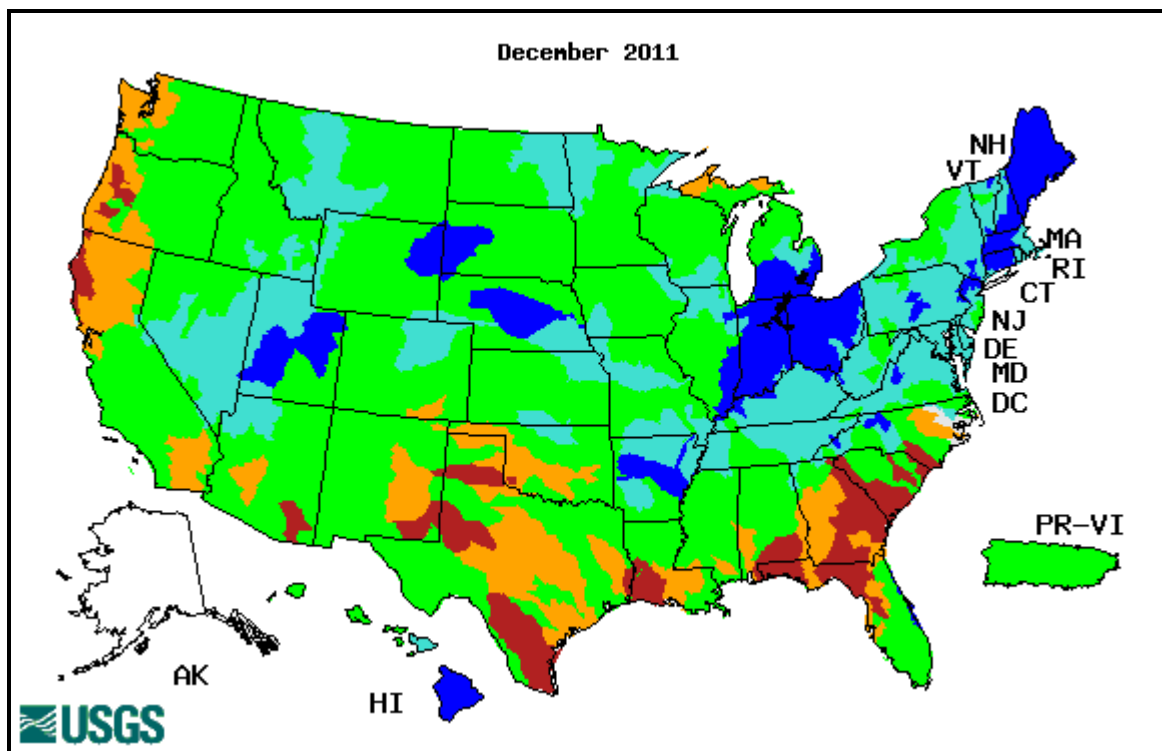 December 2011
NH
VT
MA
RI
CT
NJ
DE
MD
DC
PR-VI
AK
HI
USGS